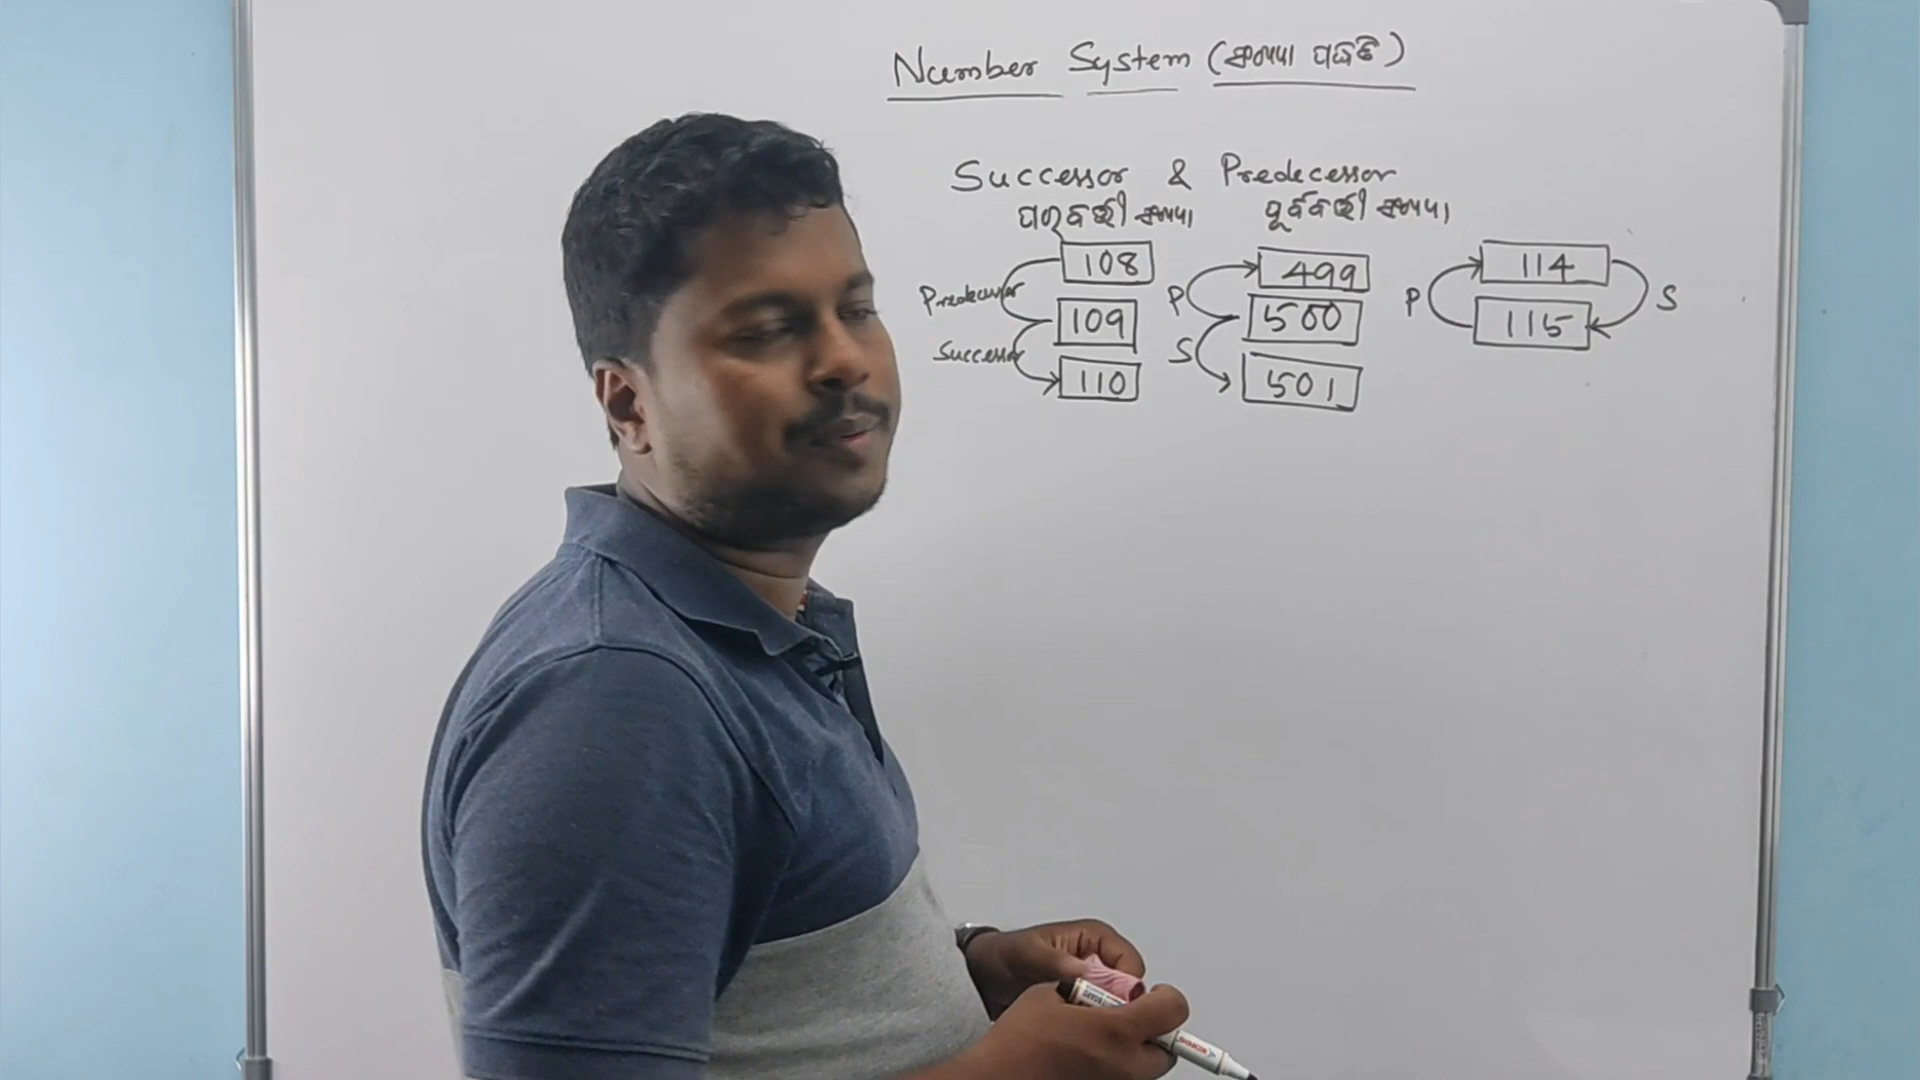 Number System (ସଂଖ୍ୟା ପଦ୍ଧତି)
Successor & Predecessor
ପରବର୍ତ୍ତୀ ସଂଖ୍ୟା ପୂର୍ବବର୍ତ୍ତୀ ସଂଖ୍ୟା
108
Predecessor
109
Successor
110
499
P
500
S
501
114
P S
115